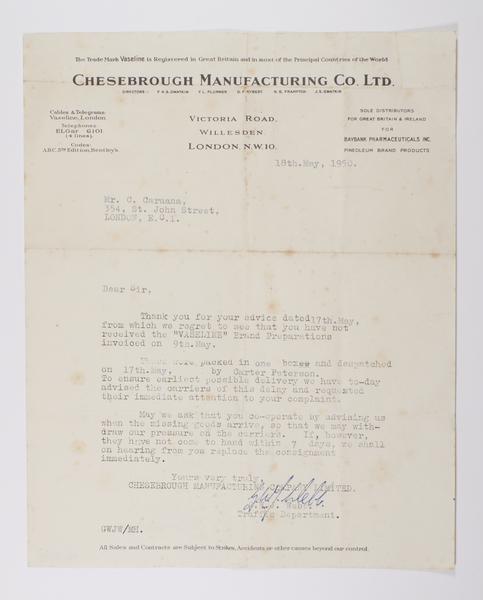 The Trade Mark Vaseline is Registered in Great Britain and in most of the Principal Countries of the World
CHESEBROUGH MANUFACTURING CO. LTD.
DIRECTORS:- F. L. PLUMMER N. E. FRAMPTON J. E. GWATKIN
Cables & Telegrams
Vaseline, London
Telephones
ELGar 6101
(4 lines).
Codes:
A.B.C. 5TH Edition, Bentley's.
VICTORIA ROAD,
WILLESDEN
LONDON, N.W.10.
SOLE DISTRIBUTORS
FOR GREAT BRITAIN & IRELAND
FOR
BAYBANK PHARMACEUTICALS INC.
PINEOLEUM BRAND PRODUCTS
18th.May, 1950.
Mr. C. Caruana,
354, St. John Street,
LONDON, E.C.1.
Dear Sir,
Thank you for your advice dated 17th.May,
from which we regret to see that you have not
received the "VASELINE" Brand Preparations
invoiced on 9th.May.
These were packed in one box and despatched
on 17th.May, by Carter Paterson.
To ensure earliest possible delivery we have to-day
advised the carriers of this delay and requested
their immediate attention to your complaint.
May we ask that you co-operate by advising us
when the missing goods arrive, so that we may with-
draw our pressure on the carriers. If, however,
they have not come to hand within 7 days, we shall
on hearing from you replace the consignment
immediately.
Yours very truly,
CHESEBROUGH MANUFACTURING COMPANY LIMITED.
Webb.
Traffic Department.
GWJW/MH.
All Sales and Contracts are Subject to Strikes, Accidents or other causes beyond our control.